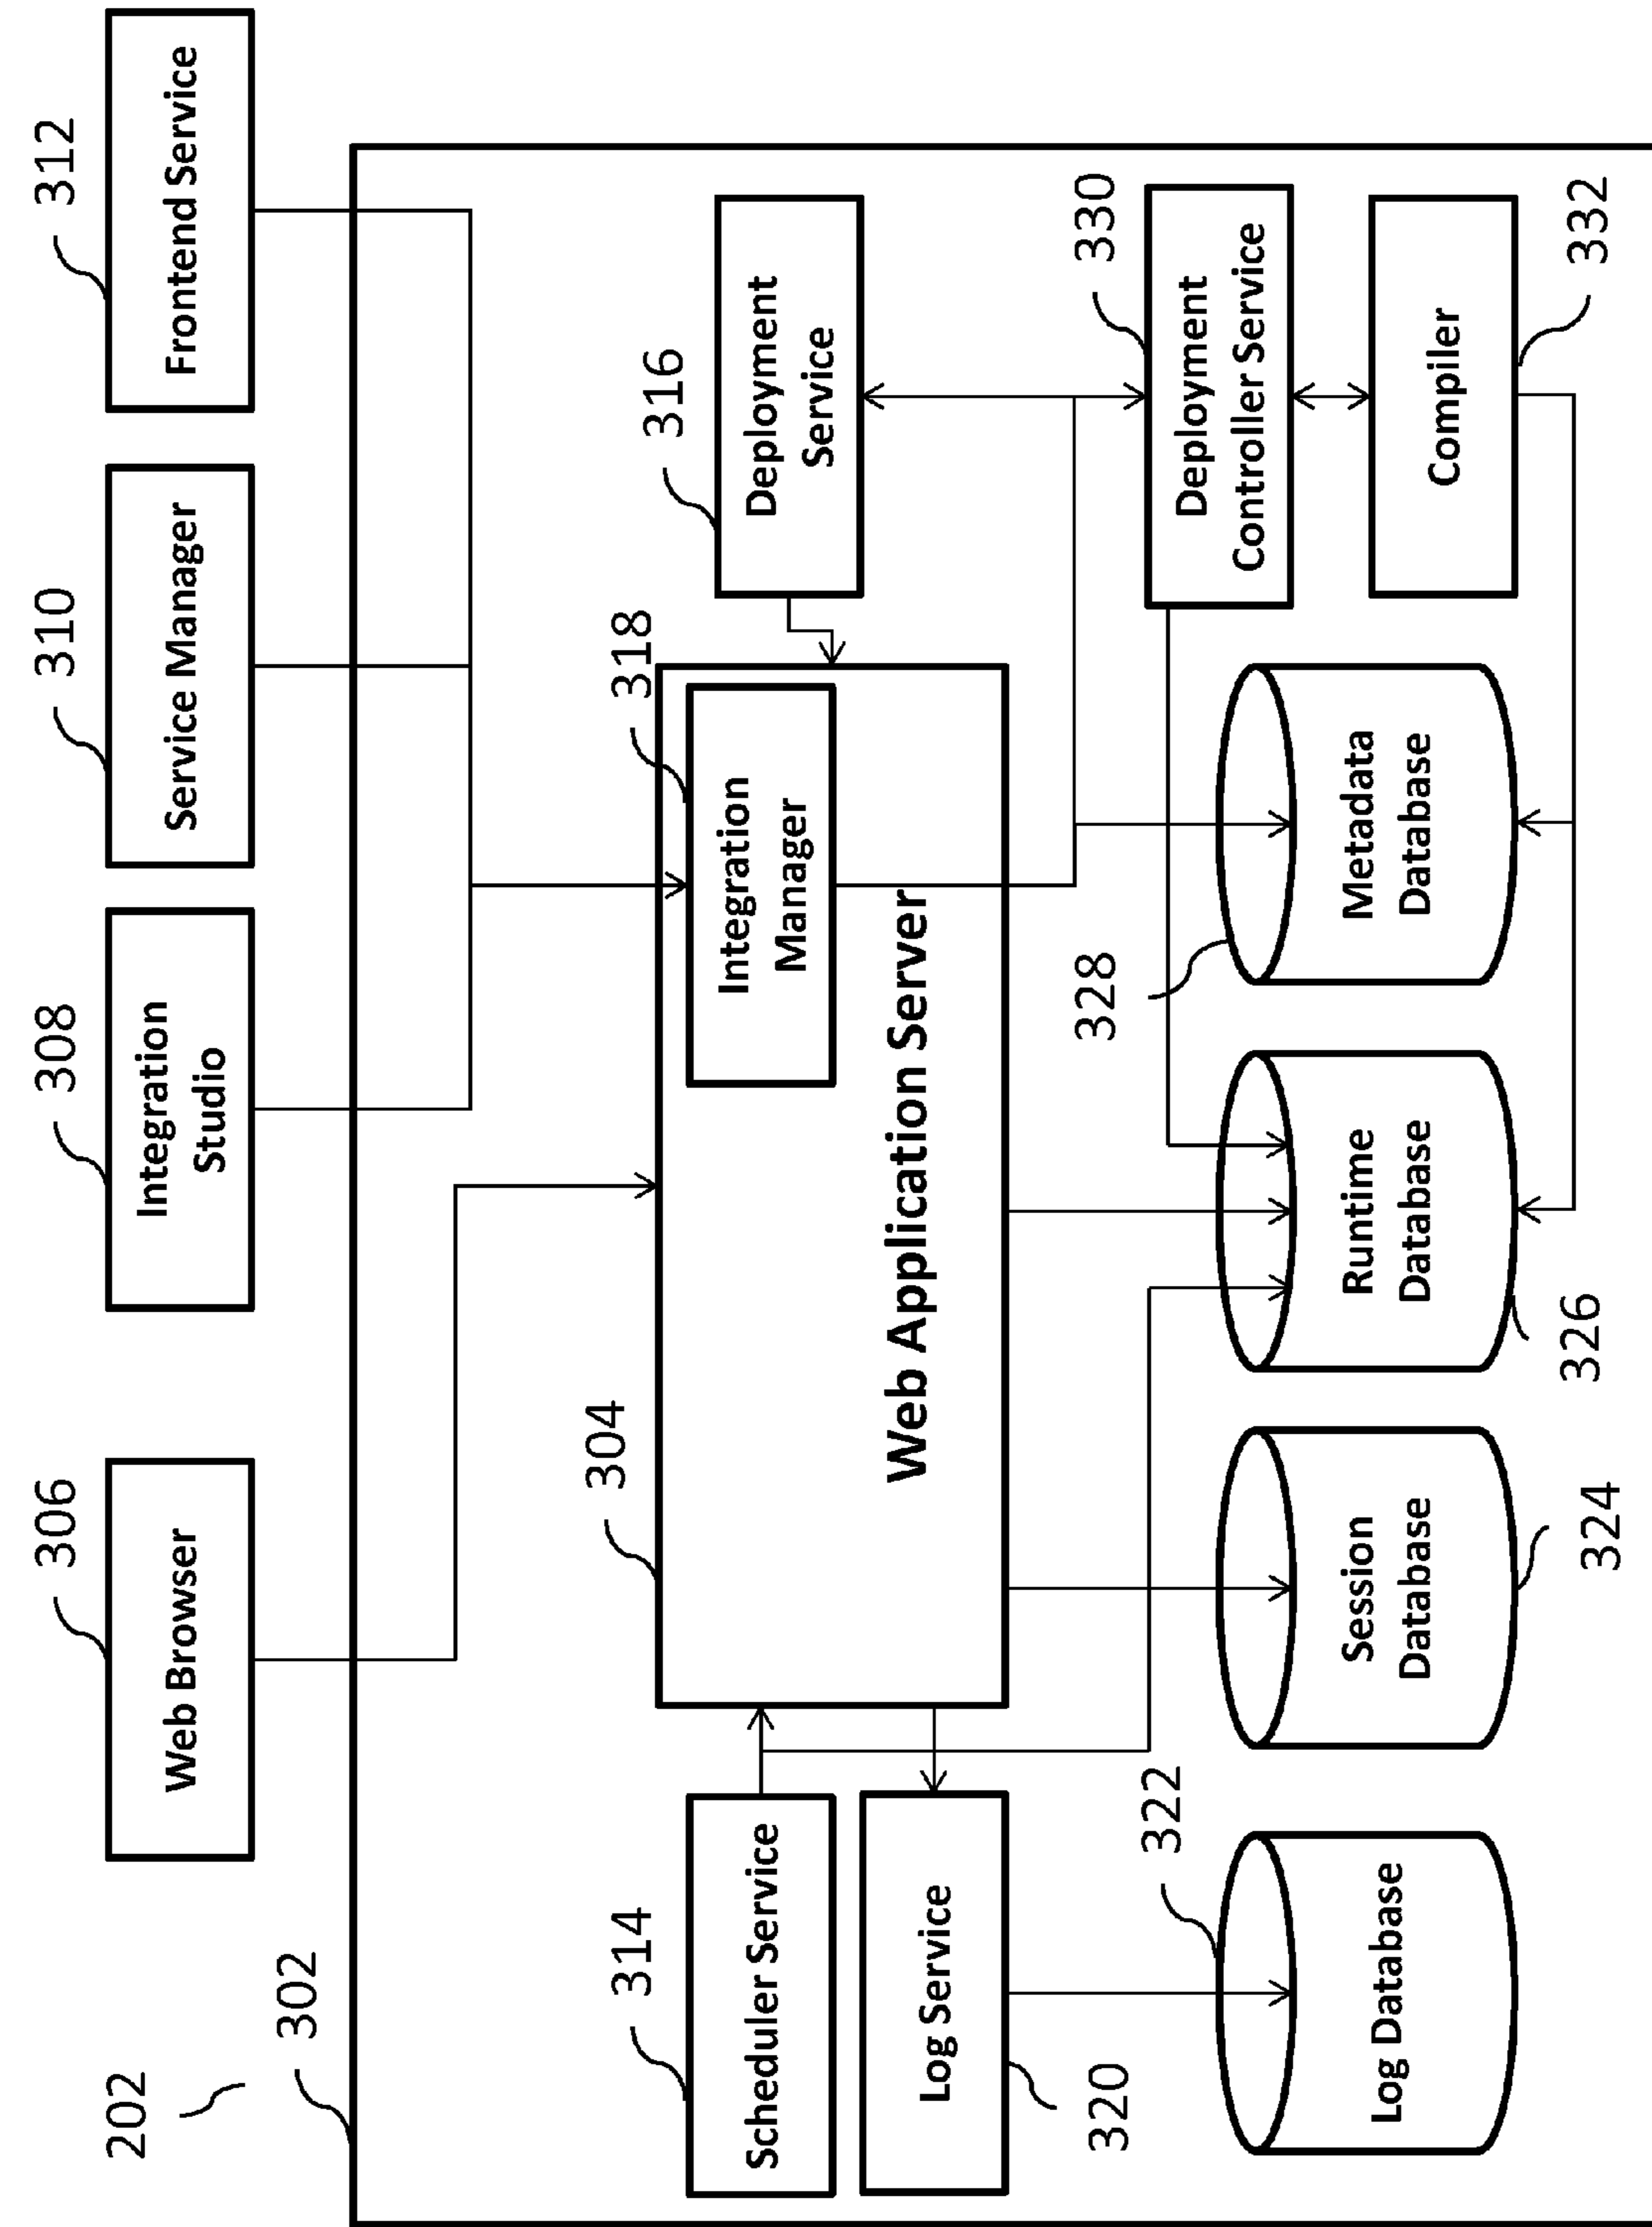 202
302
306
Web Browser
308
Integration
Studio
310
Service Manager
312
Frontend Service
314
Scheduler Service
304
Web Application Server
318
Integration
Manager
316
Deployment
Service
320
Log Service
322
Log Database
324
Session
Database
326
Runtime
Database
328
Metadata
Database
330
Deployment
Controller Service
332
Compiler